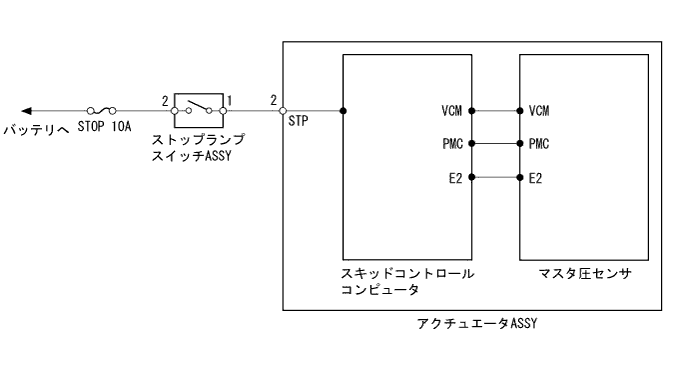 バッテリへ
STOP 10A
2
1
ストップランプ
スイッチASSY
2
STP
VCM
VCM
PMC
PMC
E2
E2
スキッドコントロール
コンピュータ
マスタ圧センサ
アクチュエータASSY